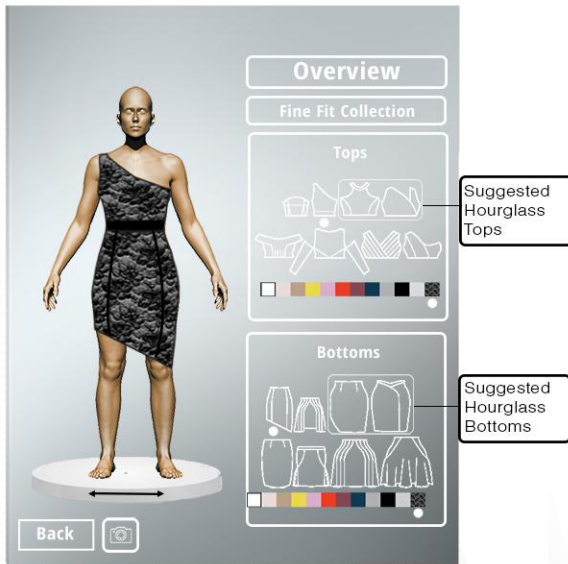 Overview
Fine Fit Collection
Tops
Suggested
Hourglass
Tops
Bottoms
Suggested
Hourglass
Bottoms
Back